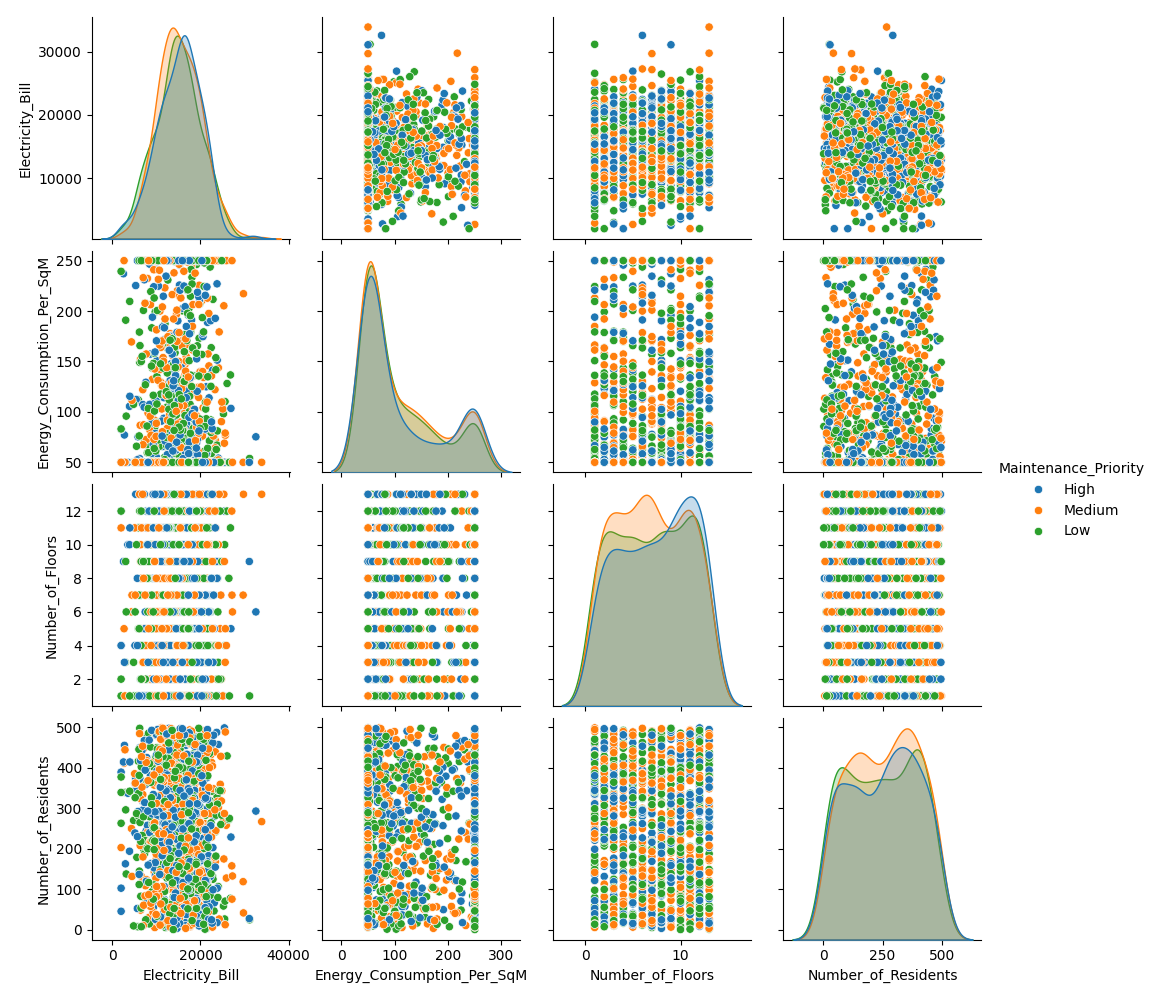 30000
20000
10000
Electricity_Bill
250
200
150
100
50
Energy_Consumption_Per_SqM
Maintenance_Priority
High
Medium
Low
12
10
8
6
4
2
Number_of_Floors
500
400
300
200
100
0
Number_of_Residents
0 20000 40000 0 100 200 300 0 10 0 250 500
Electricity_Bill Energy_Consumption_Per_SqM Number_of_Floors Number_of_Residents